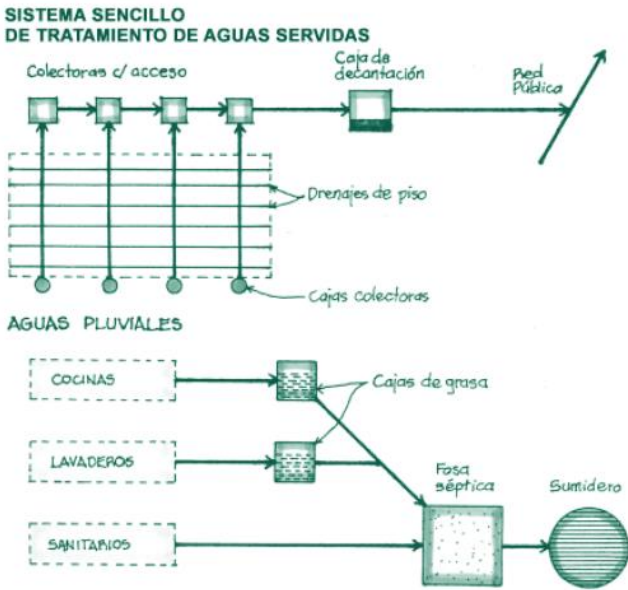 SISTEMA SENCILLO
DE TRATAMIENTO DE AGUAS SERVIDAS
Colectoras c/ acceso
Caja de
decantación
Red
Pública
Drenajes de piso
Cajas colectoras
AGUAS PLUVIALES
COCINAS
Cajas de grasa
LAVADEROS
Fosa
séptica
Sumidero
SANITARIOS